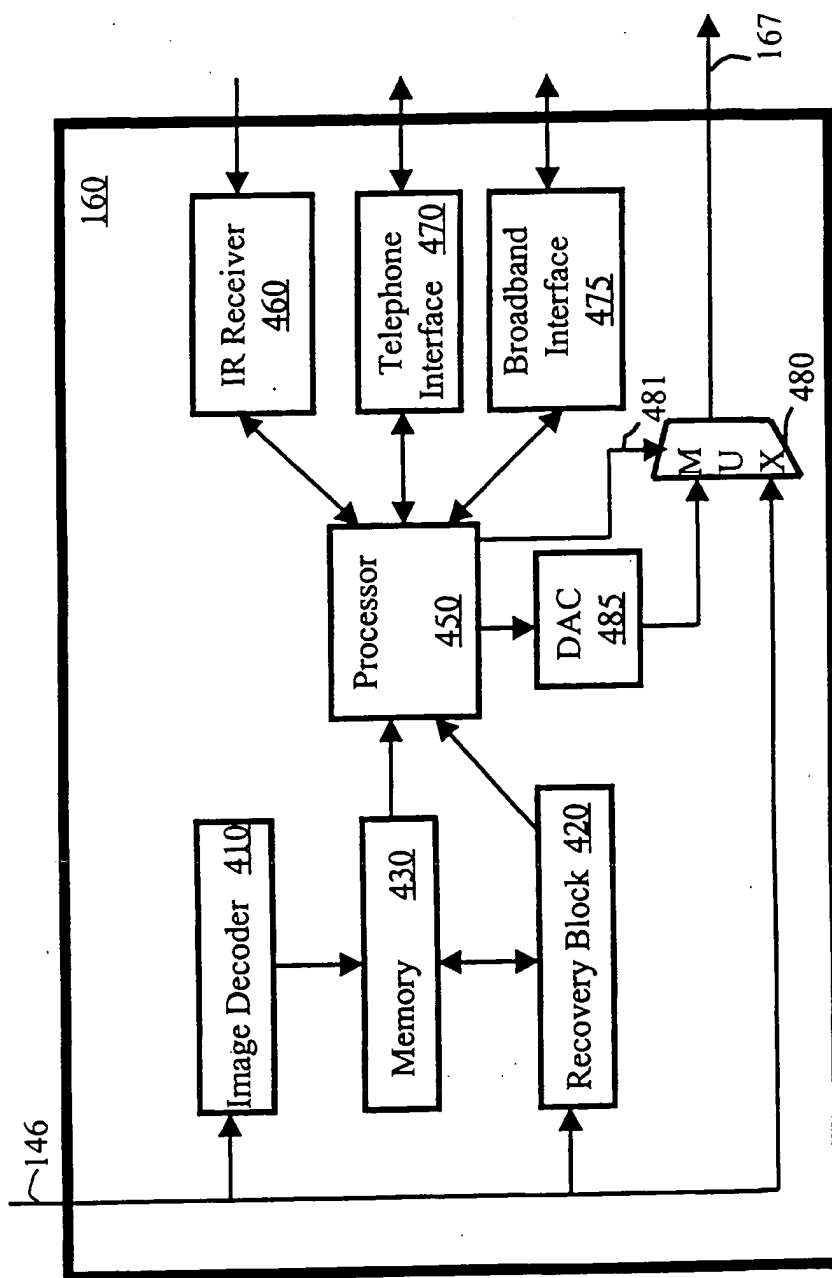 146
160
Image Decoder 410
Memory 430
Recovery Block 420
Processor
450
DAC
485
IR Receiver
460
Telephone
Interface 470
Broadband
Interface
475
481
M
U
X
480
167